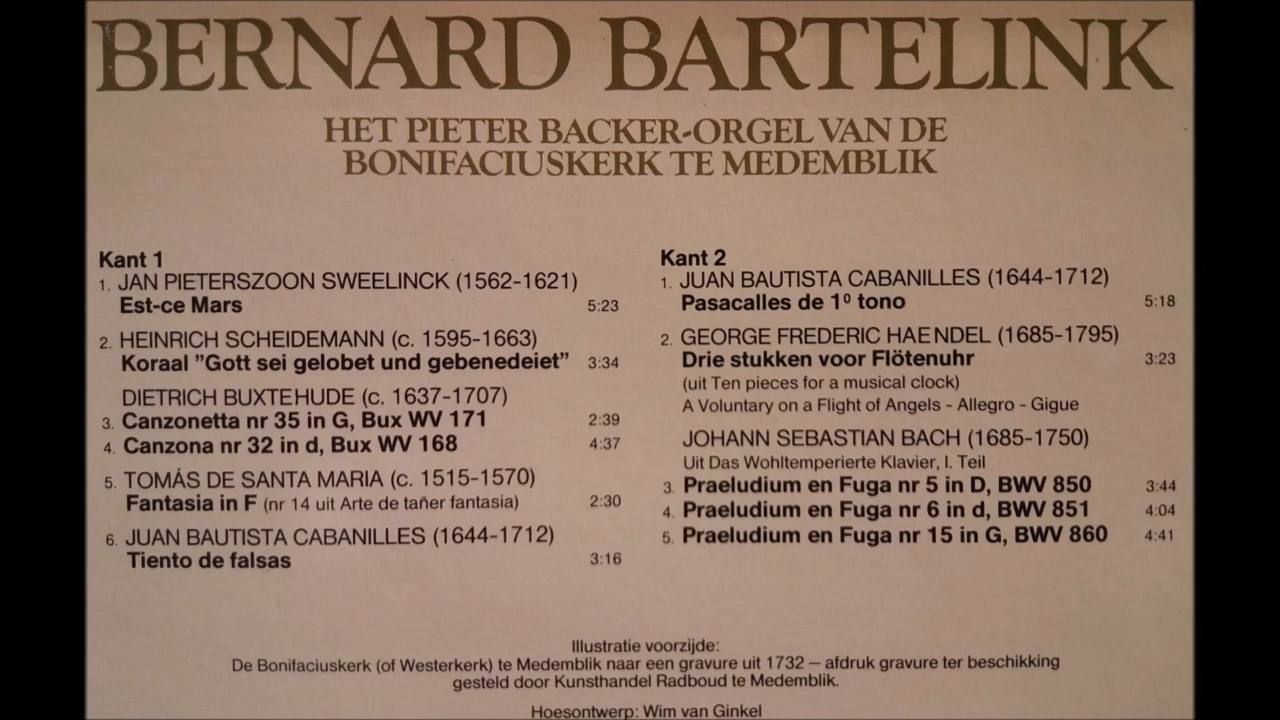 BERNARD BARTELINK
HET PIETER BACKER-ORGEL VAN DE
BONIFACIUSKERK TE MEDEMBLIK
Kant 1
1. JAN PIETERSZOON SWEELINCK (1562-1621)
Est-ce Mars 5:23
2. HEINRICH SCHEIDEMANN (c. 1595-1663)
Koraal ”Gott sei gelobet und gebenedeiet” 3:34
DIETRICH BUXTEHUDE (c. 1637-1707)
3. Canzonetta nr 35 in G, Bux WV 171 2:39
4. Canzona nr 32 in d, Bux WV 168 4:37
5. TOMÁS DE SANTA MARIA (c. 1515-1570)
Fantasia in F (nr 14 uit Arte de tañer fantasia) 2:30
6. JUAN BAUTISTA CABANILLES (1644-1712)
Tiento de falsas 3:16
Kant 2
1. JUAN BAUTISTA CABANILLES (1644-1712)
Pasacalles de 1º tono 5:18
2. GEORGE FREDERIC HAENDEL (1685-1795)
Drie stukken voor Flötenuhr 3:23
(uit Ten pieces for a musical clock)
A Voluntary on a Flight of Angels - Allegro - Gigue
JOHANN SEBASTIAN BACH (1685-1750)
Uit Das Wohltemperierte Klavier, I. Teil
3. Praeludium en Fuga nr 5 in D, BWV 850 3:44
4. Praeludium en Fuga nr 6 in d, BWV 851 4:04
5. Praeludium en Fuga nr 15 in G, BWV 860 4:41
Illustratie voorzijde:
De Bonifaciuskerk (of Westerkerk) te Medemblik naar een gravure uit 1732 — afdruk gravure ter beschikking
gesteld door Kunsthandel Radboud te Medemblik.
Hoesontwerp: Wim van Ginkel